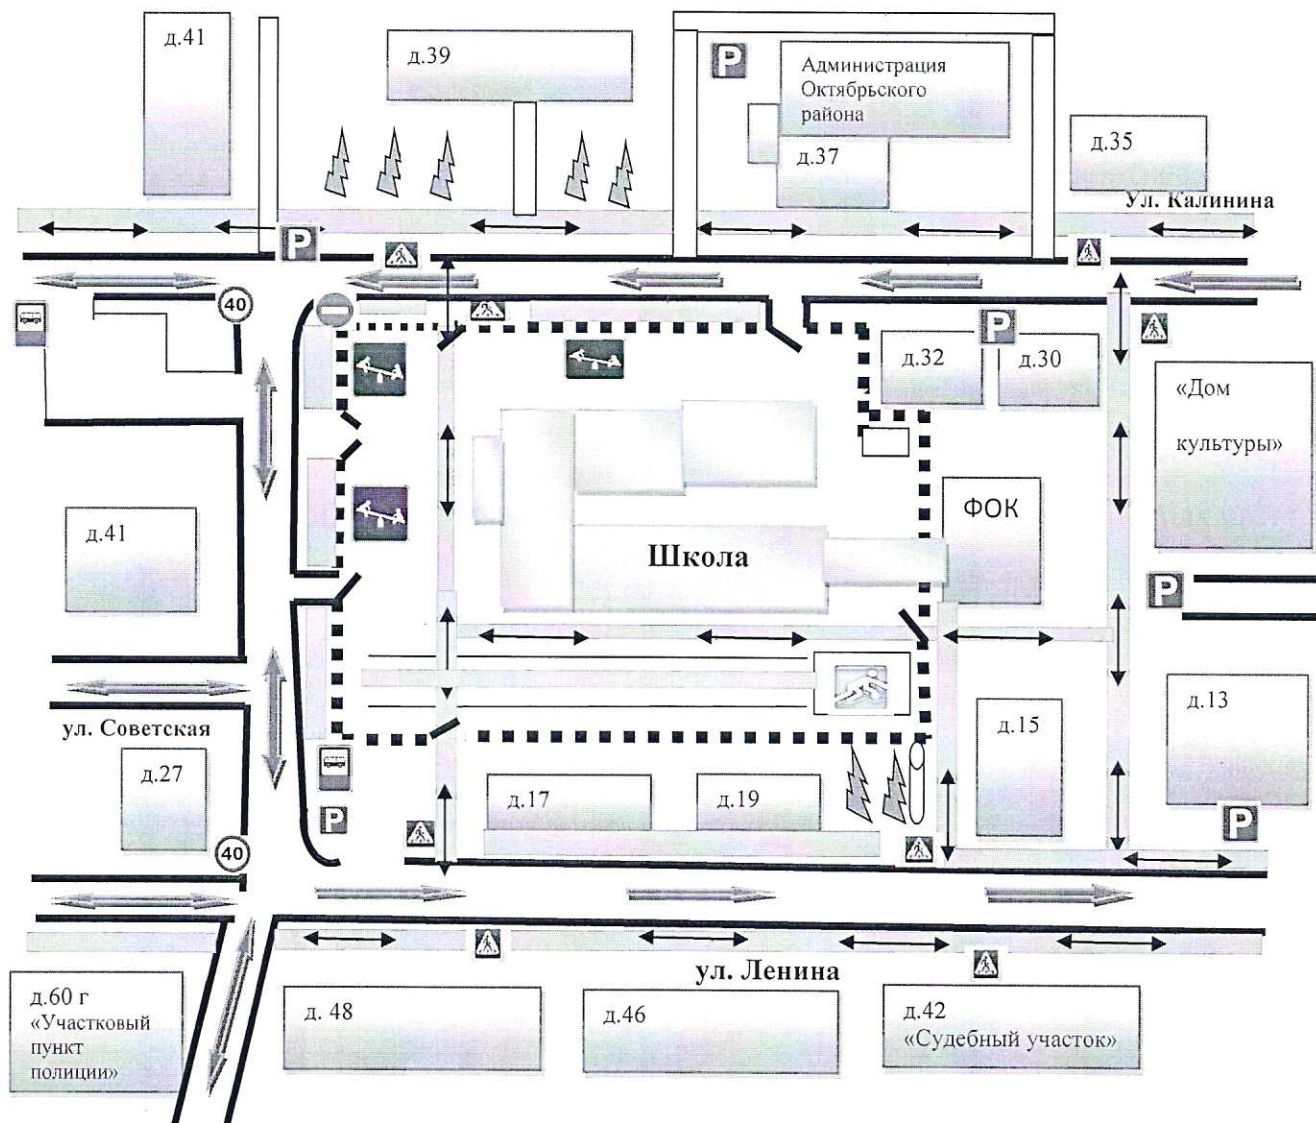 д.41
д.39
P
Администрация
Октябрьского
района
д.37
д.35
Ул. Калинина
P
40
P
д.32
д.30
«Дом
культуры»
ФОК
д.41
Школа
P
ул. Советская
д.15
д.13
д.27
д.17
д.19
P
P
40
ул. Ленина
д.60 г
«Участковый
пункт
полиции»
д. 48
д.46
д.42
«Судебный участок»